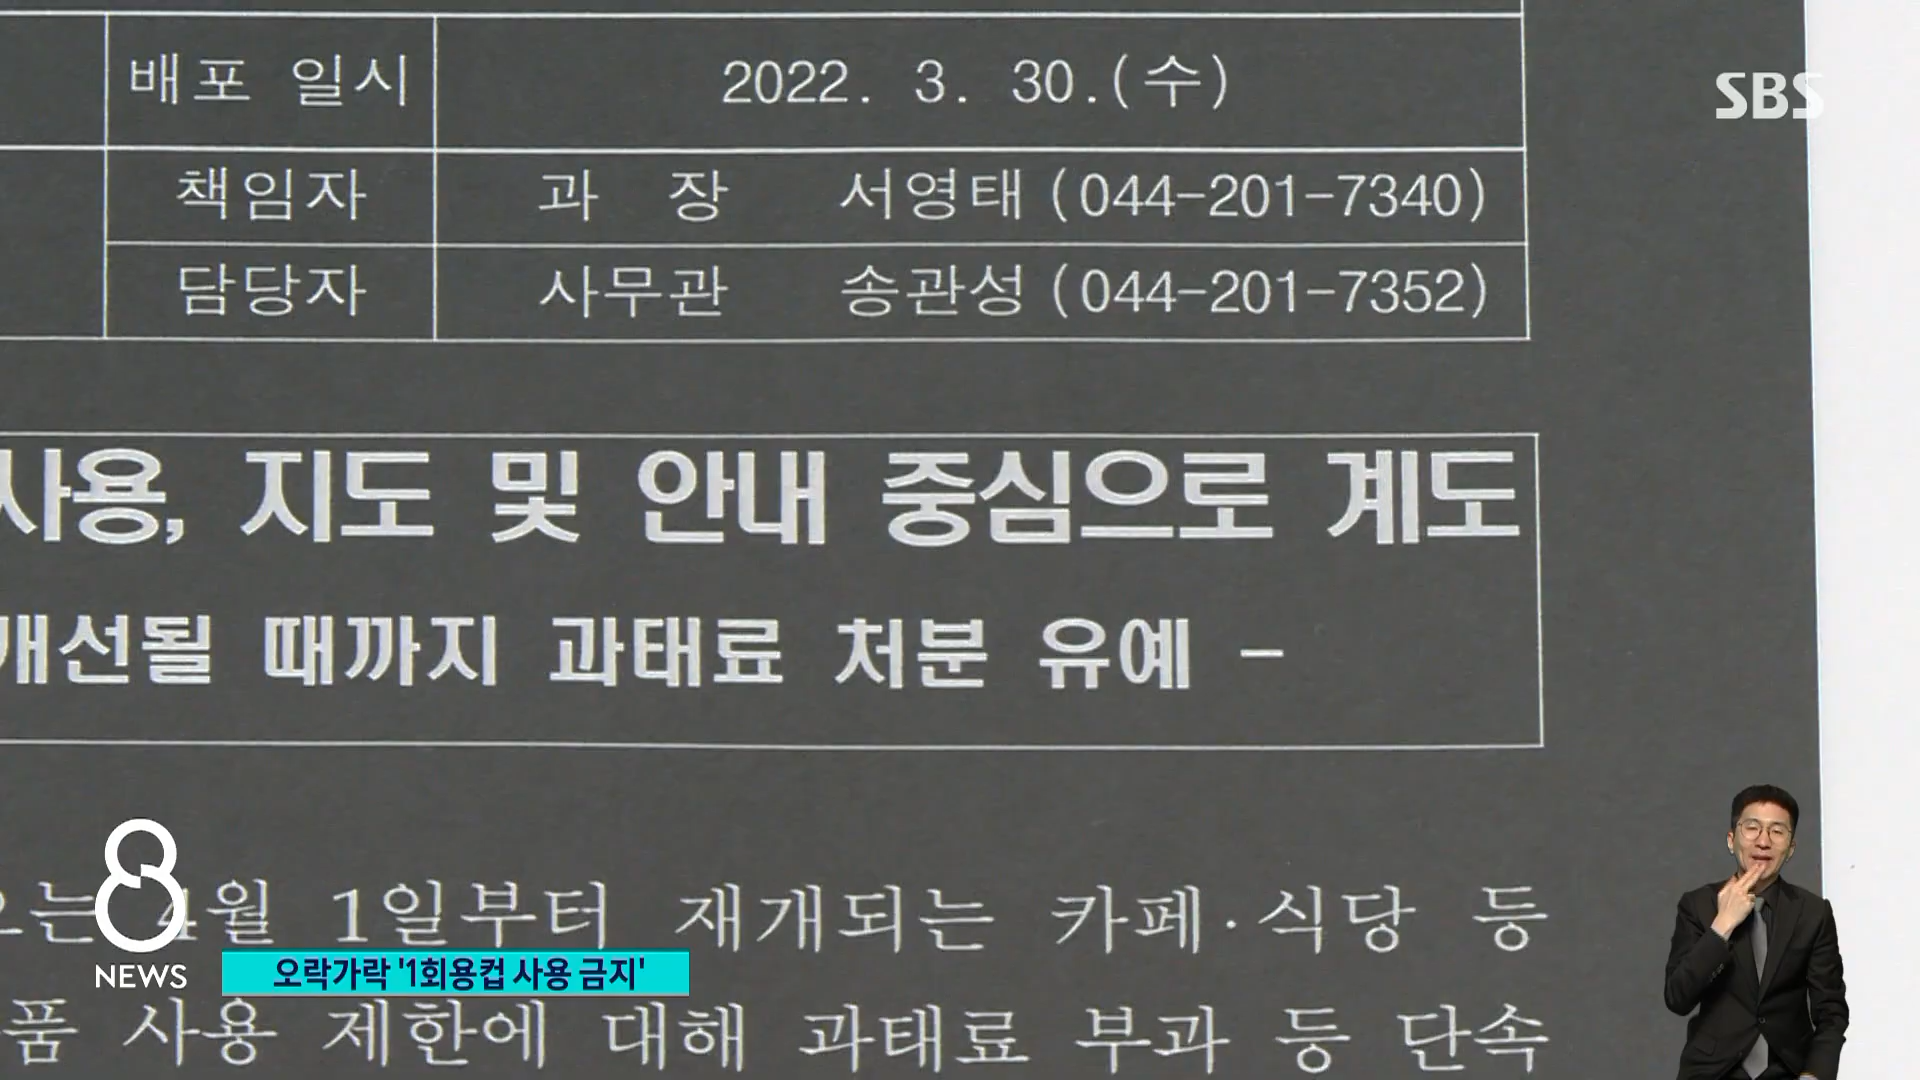 배포 일시 2022. 3. 30.(수)
SBS
책임자 과 장 서영태(044-201-7340)
담당자 사무관 송관성(044-201-7352)
사용, 지도 및 안내 중심으로 계도
개선될 때까지 과태료 처분 유예 -
는 4월 1일부터 재개되는 카페·식당 등
8
NEWS
오락가락 '1회용컵 사용 금지'
품 사용 제한에 대해 과태료 부과 등 단속